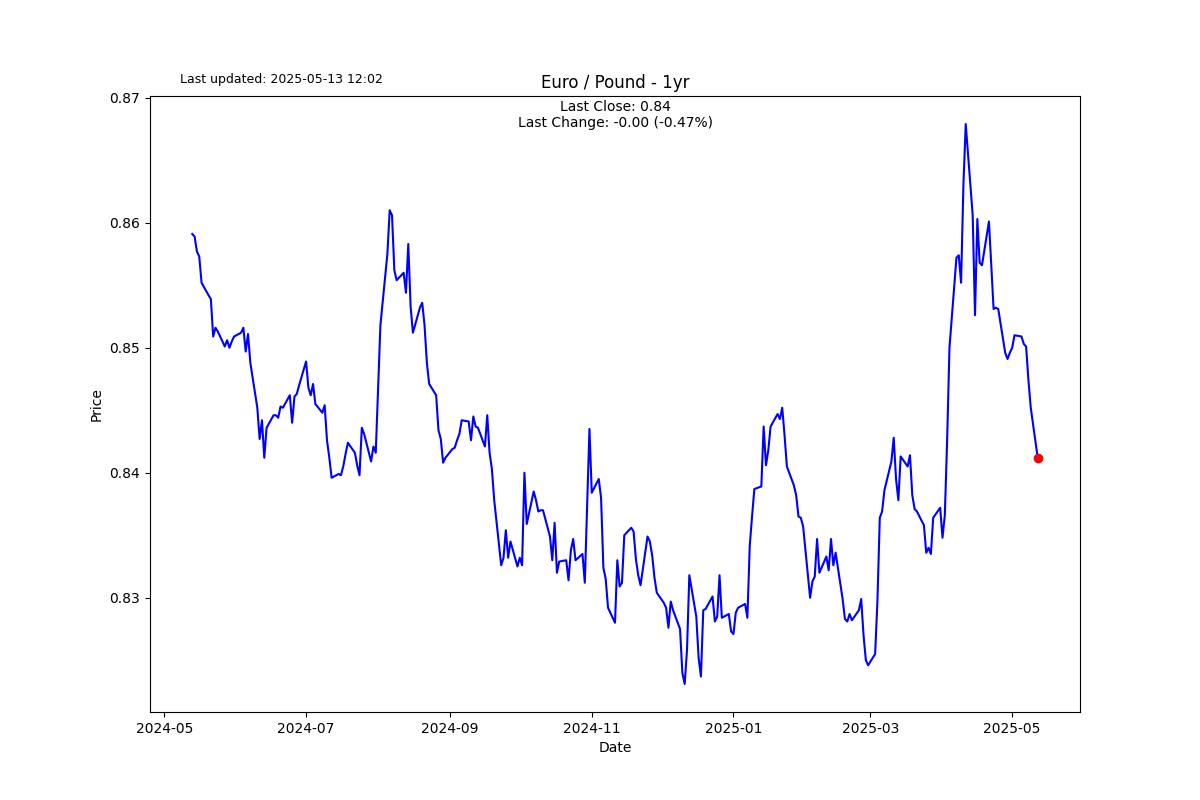 Last updated: 2025-05-13 12:02
Euro / Pound - 1yr
Last Close: 0.84
Last Change: -0.00 (-0.47%)
0.87
0.86
0.85
0.84
0.83
Price
2024-05
2024-07
2024-09
2024-11
2025-01
2025-03
2025-05
Date